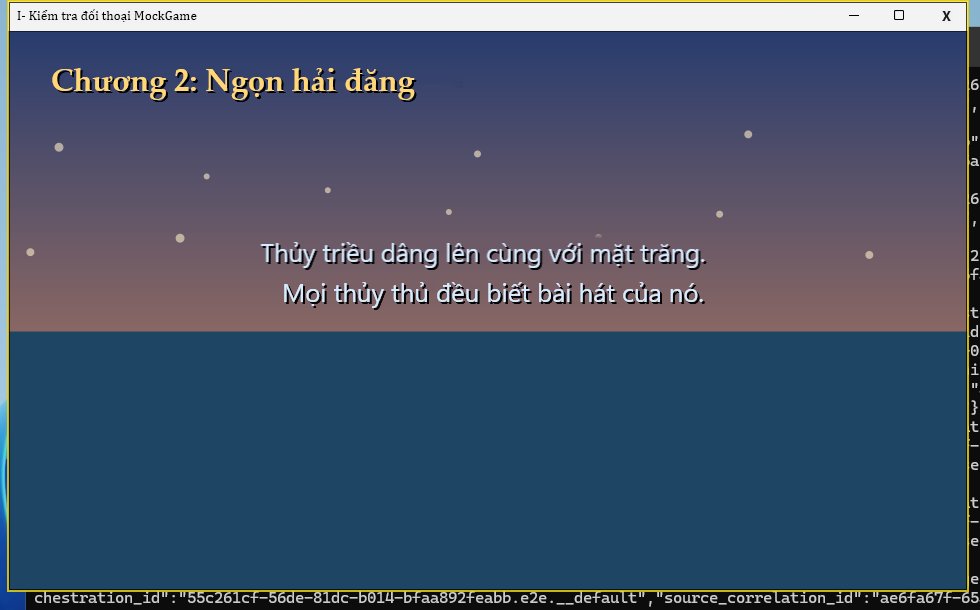 I- Kiểm tra đối thoại MockGame
Chương 2: Ngọn hải đăng
Thủy triều dâng lên cùng với mặt trăng.
Mọi thủy thủ đều biết bài hát của nó.
chestration_id":"55c261cf-56de-81dc-b014-bfaa892feabb.e2e.__default","source_correlation_id":"ae6fa67f-6